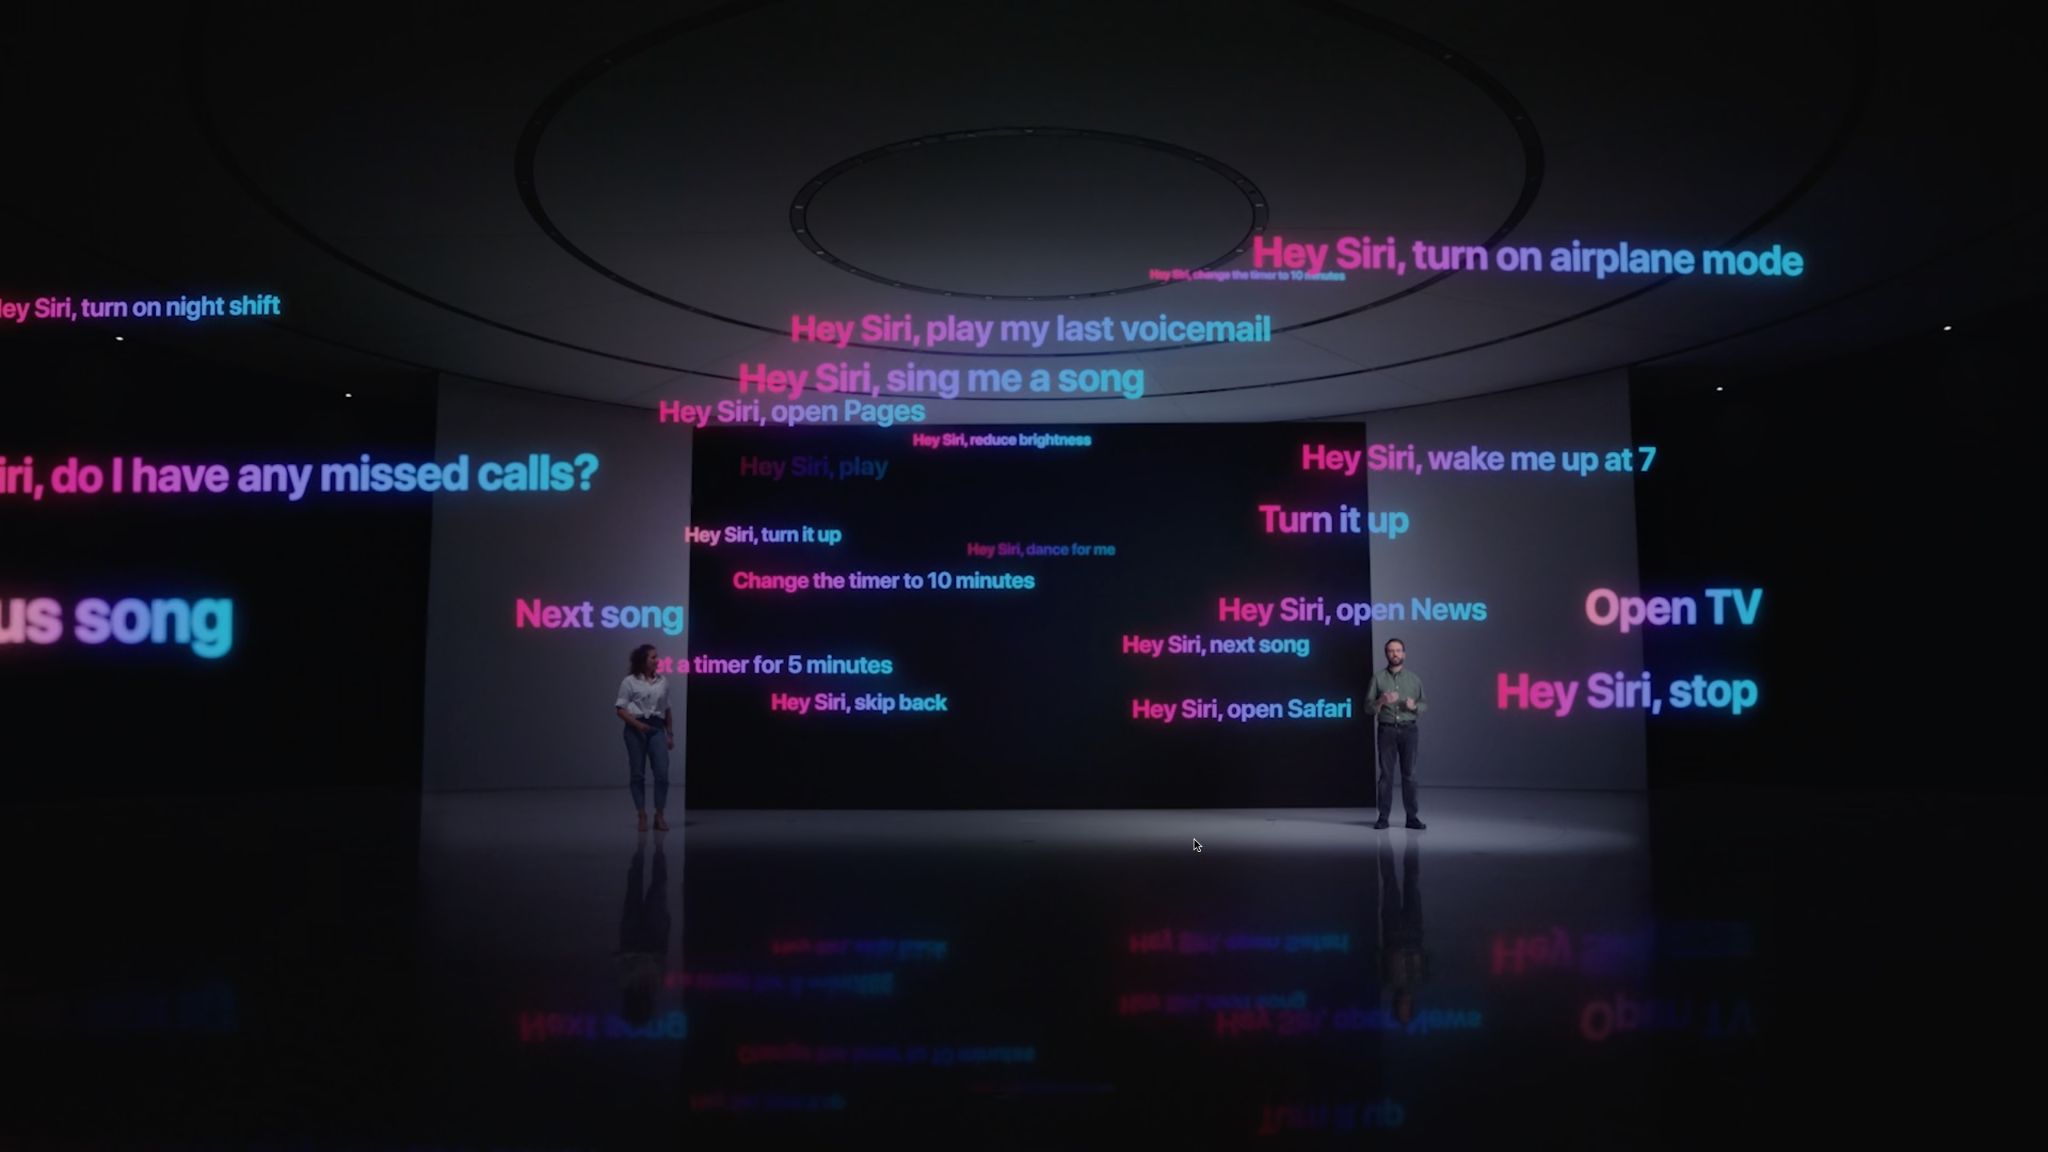 Hey Siri, turn on airplane mode
Hey Siri, change the timer to 10 minutes
ey Siri, turn on night shift
Hey Siri, play my last voicemail
Hey Siri, sing me a song
Hey Siri, open Pages
Hey Siri, reduce brightness
Hey Siri, wake me up at 7
Hey Siri, play
iri, do I have any missed calls?
Turn it up
Hey Siri, turn it up
Hey Siri, dance for me
Change the timer to 10 minutes
Open TV
Hey Siri, open News
Next song
us song
Hey Siri, next song
et a timer for 5 minutes
Hey Siri, stop
Hey Siri, skip back
Hey Siri, open Safari